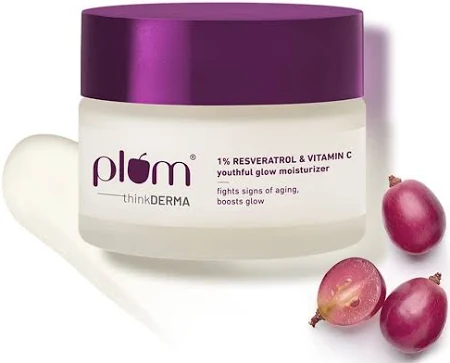 plum®
thinkDERMA
1% RESVERATROL & VITAMIN C
youthful glow moisturizer
fights signs of aging,
boosts glow